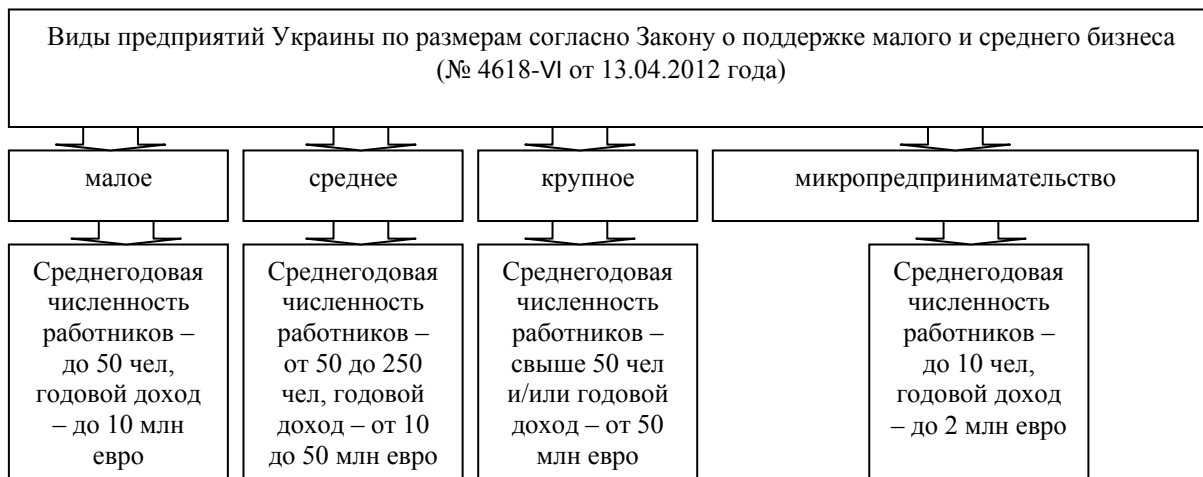 Виды предприятий Украины по размерам согласно Закону о поддержке малого и среднего бизнеса
(№ 4618-VI от 13.04.2012 года)
малое
среднее
крупное
микропредпринимательство
Среднегодовая
численность
работников –
до 50 чел,
годовой доход
– до 10 млн
евро
Среднегодовая
численность
работников –
от 50 до 250
чел, годовой
доход – от 10
до 50 млн евро
Среднегодовая
численность
работников –
свыше 50 чел
и/или годовой
доход – от 50
млн евро
Среднегодовая
численность
работников –
до 10 чел,
годовой доход
– до 2 млн евро